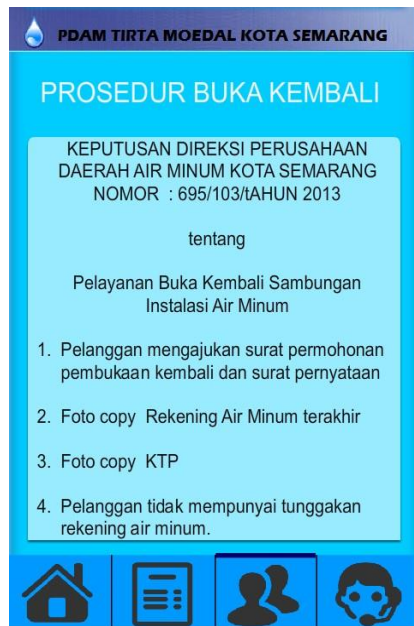 PDAM TIRTA MOEDAL KOTA SEMARANG
PROSEDUR BUKA KEMBALI
KEPUTUSAN DIREKSI PERUSAHAAN
DAERAH AIR MINUM KOTA SEMARANG
NOMOR : 695/103/tAHUN 2013
tentang
Pelayanan Buka Kembali Sambungan
Instalasi Air Minum
1. Pelanggan mengajukan surat permohonan
pembukaan kembali dan surat pernyataan
2. Foto copy Rekening Air Minum terakhir
3. Foto copy KTP
4. Pelanggan tidak mempunyai tunggakan
rekening air minum.